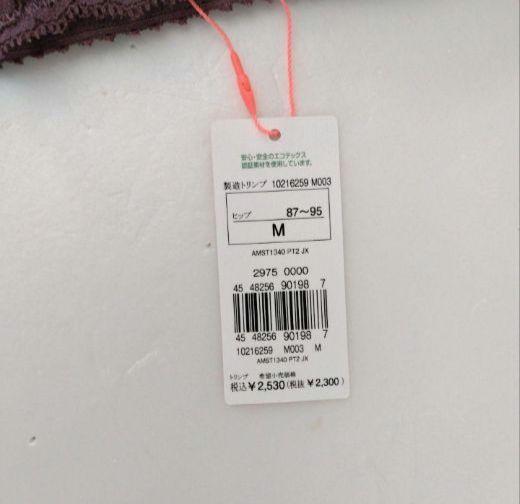 安心・安全のエコテックス
認証素材を使用しています。
製造トリンプ 10216259 M003
ヒップ 87～95
M
AMST1340 PT2 JX
2975 0000
45 48256 90198 7
45 48256 90198 7
10216259 M003 M
AMST1340 PT2 JX
トリンプ 希望小売価格
税込￥2,530(税抜￥2,300)